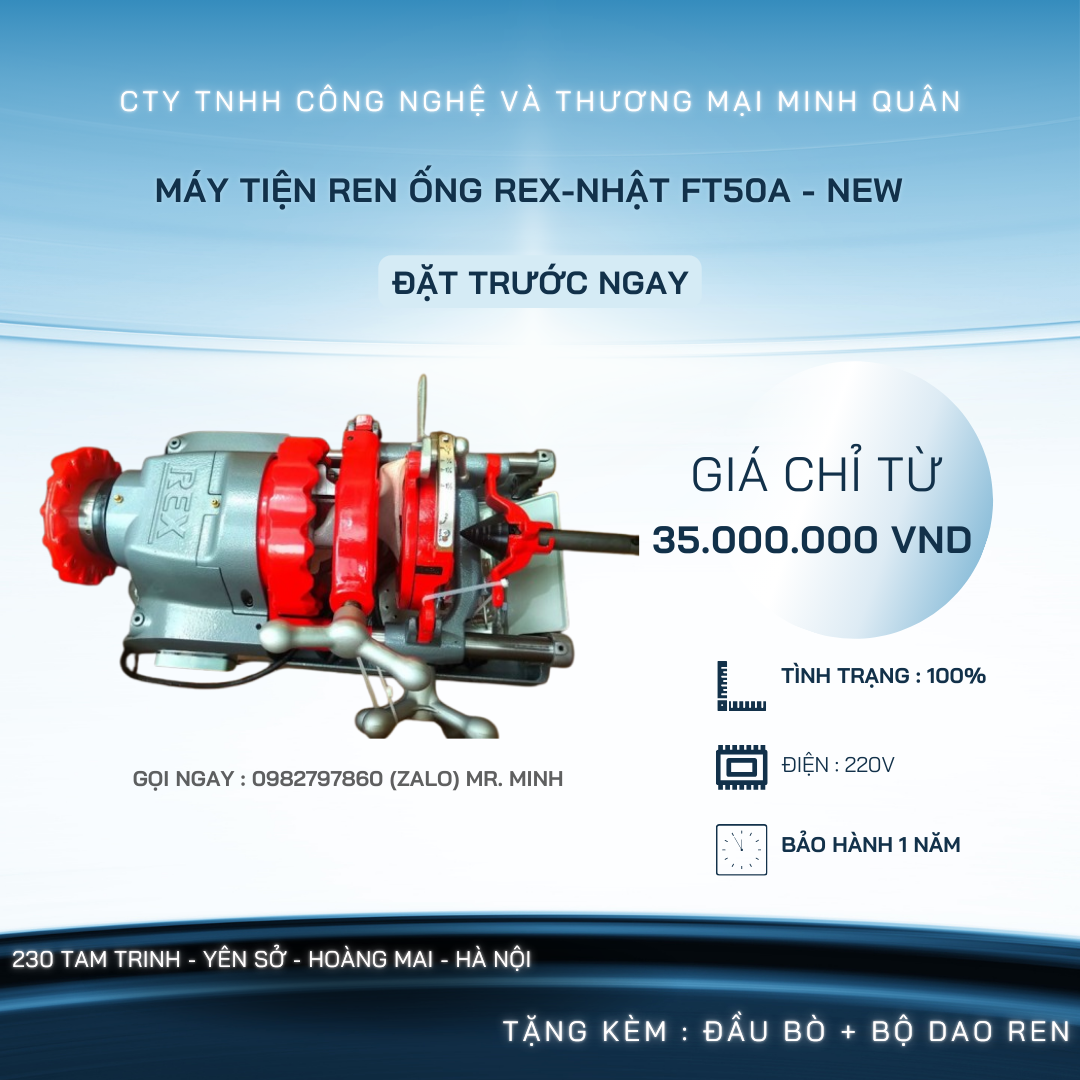 CTY TNHH CÔNG NGHỆ VÀ THƯƠNG MẠI MINH QUÂN
MÁY TIỆN REN ỐNG REX-NHẬT FT50A - NEW
ĐẶT TRƯỚC NGAY
REX
GIÁ CHỈ TỪ
35.000.000 VND
TÌNH TRẠNG : 100%
ĐIỆN : 220V
BẢO HÀNH 1 NĂM
GỌI NGAY : 0982797860 (ZALO) MR. MINH
230 TAM TRINH - YÊN SỞ - HOÀNG MAI - HÀ NỘI
TẶNG KÈM : ĐẦU BÒ + BỘ DAO REN